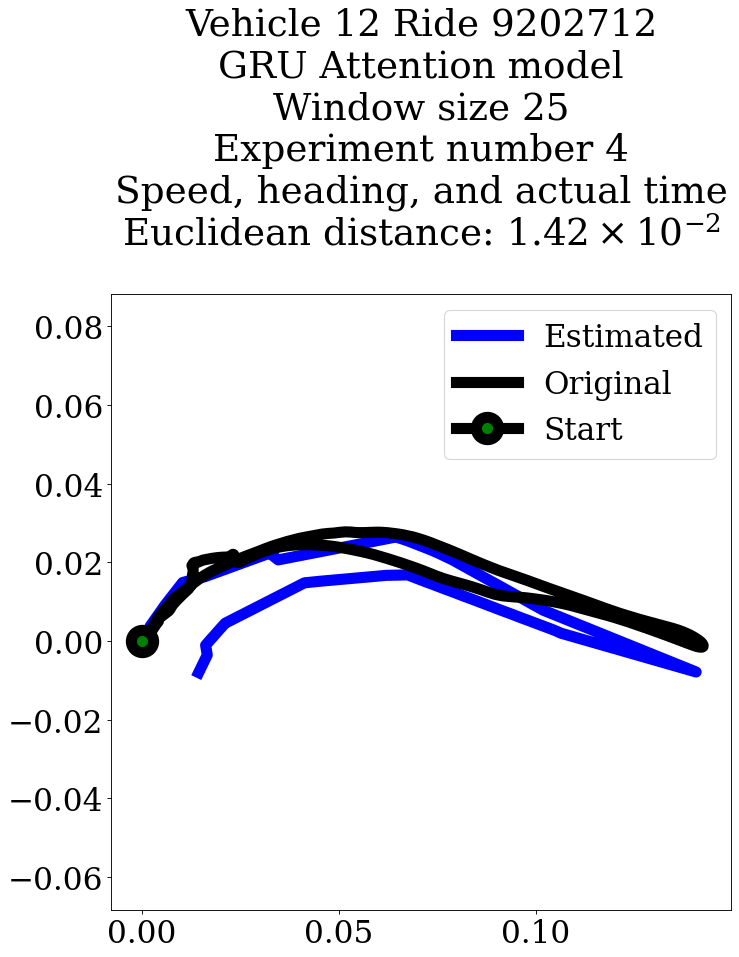 Vehicle 12 Ride 9202712
GRU Attention model
Window size 25
Experiment number 4
Speed, heading, and actual time
Euclidean distance: 1.42 × 10⁻²
Estimated
Original
Start
0.08
0.06
0.04
0.02
0.00
−0.02
−0.04
−0.06
0.00 0.05 0.10